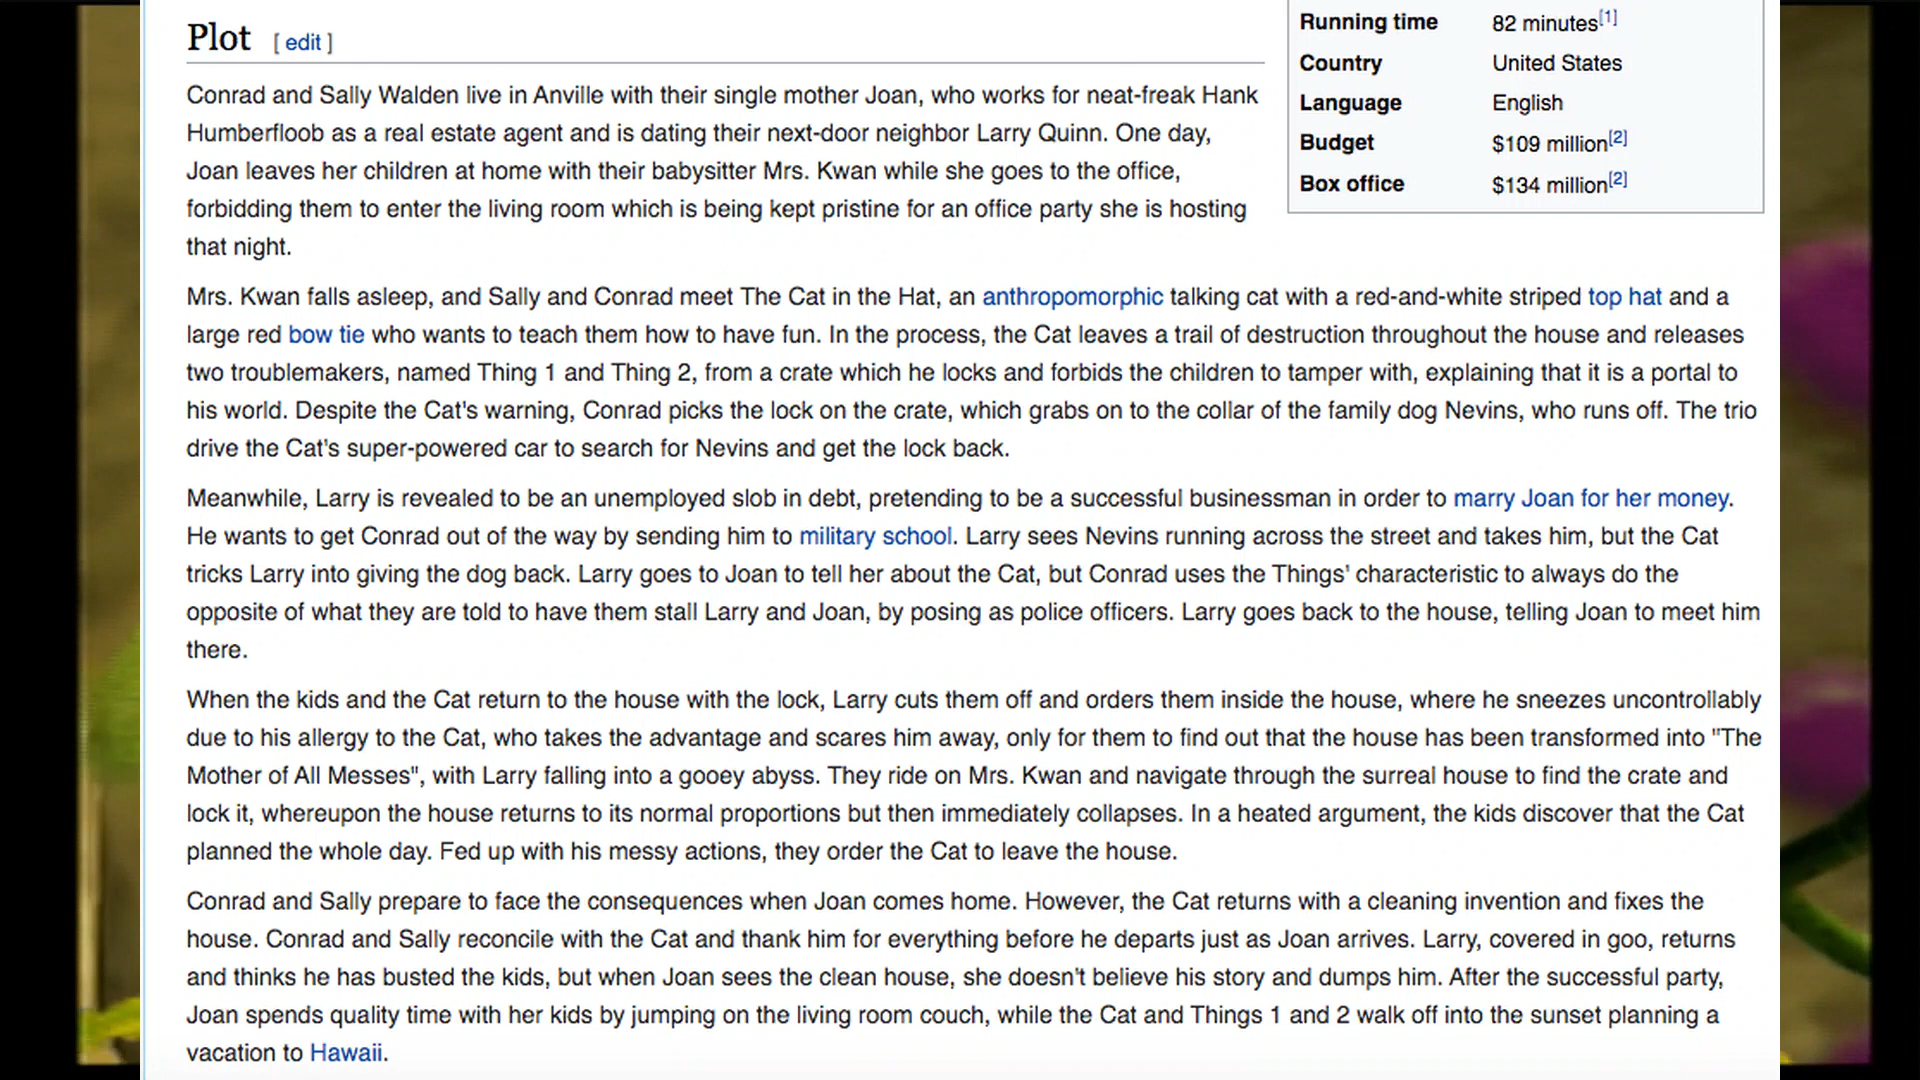 Plot [ edit ]
Conrad and Sally Walden live in Anville with their single mother Joan, who works for neat-freak Hank
Humberfloob as a real estate agent and is dating their next-door neighbor Larry Quinn. One day,
Joan leaves her children at home with their babysitter Mrs. Kwan while she goes to the office,
forbidding them to enter the living room which is being kept pristine for an office party she is hosting
that night.
Running time 82 minutes[1]
Country United States
Language English
Budget $109 million[2]
Box office $134 million[2]
Mrs. Kwan falls asleep, and Sally and Conrad meet The Cat in the Hat, an anthropomorphic talking cat with a red-and-white striped top hat and a
large red bow tie who wants to teach them how to have fun. In the process, the Cat leaves a trail of destruction throughout the house and releases
two troublemakers, named Thing 1 and Thing 2, from a crate which he locks and forbids the children to tamper with, explaining that it is a portal to
his world. Despite the Cat's warning, Conrad picks the lock on the crate, which grabs on to the collar of the family dog Nevins, who runs off. The trio
drive the Cat's super-powered car to search for Nevins and get the lock back.
Meanwhile, Larry is revealed to be an unemployed slob in debt, pretending to be a successful businessman in order to marry Joan for her money.
He wants to get Conrad out of the way by sending him to military school. Larry sees Nevins running across the street and takes him, but the Cat
tricks Larry into giving the dog back. Larry goes to Joan to tell her about the Cat, but Conrad uses the Things' characteristic to always do the
opposite of what they are told to have them stall Larry and Joan, by posing as police officers. Larry goes back to the house, telling Joan to meet him
there.
When the kids and the Cat return to the house with the lock, Larry cuts them off and orders them inside the house, where he sneezes uncontrollably
due to his allergy to the Cat, who takes the advantage and scares him away, only for them to find out that the house has been transformed into "The
Mother of All Messes", with Larry falling into a gooey abyss. They ride on Mrs. Kwan and navigate through the surreal house to find the crate and
lock it, whereupon the house returns to its normal proportions but then immediately collapses. In a heated argument, the kids discover that the Cat
planned the whole day. Fed up with his messy actions, they order the Cat to leave the house.
Conrad and Sally prepare to face the consequences when Joan comes home. However, the Cat returns with a cleaning invention and fixes the
house. Conrad and Sally reconcile with the Cat and thank him for everything before he departs just as Joan arrives. Larry, covered in goo, returns
and thinks he has busted the kids, but when Joan sees the clean house, she doesn't believe his story and dumps him. After the successful party,
Joan spends quality time with her kids by jumping on the living room couch, while the Cat and Things 1 and 2 walk off into the sunset planning a
vacation to Hawaii.